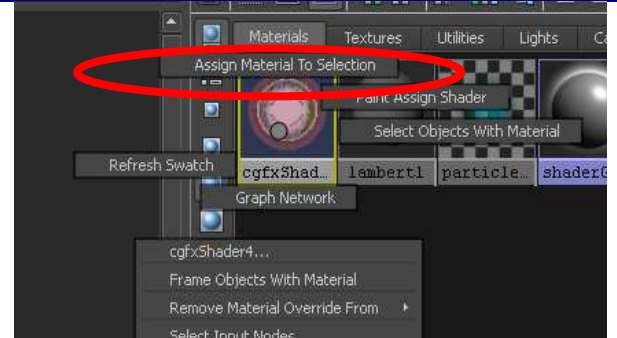 Materials Textures Utilities Lights Ca
Assign Material To Selection
Paint Assign Shader
Select Objects With Material
Refresh Swatch
cgfxShad... lambert1 particle... shaderG
Graph Network
cgfxShader4...
Frame Objects With Material
Remove Material Override From
Select Input Nodes